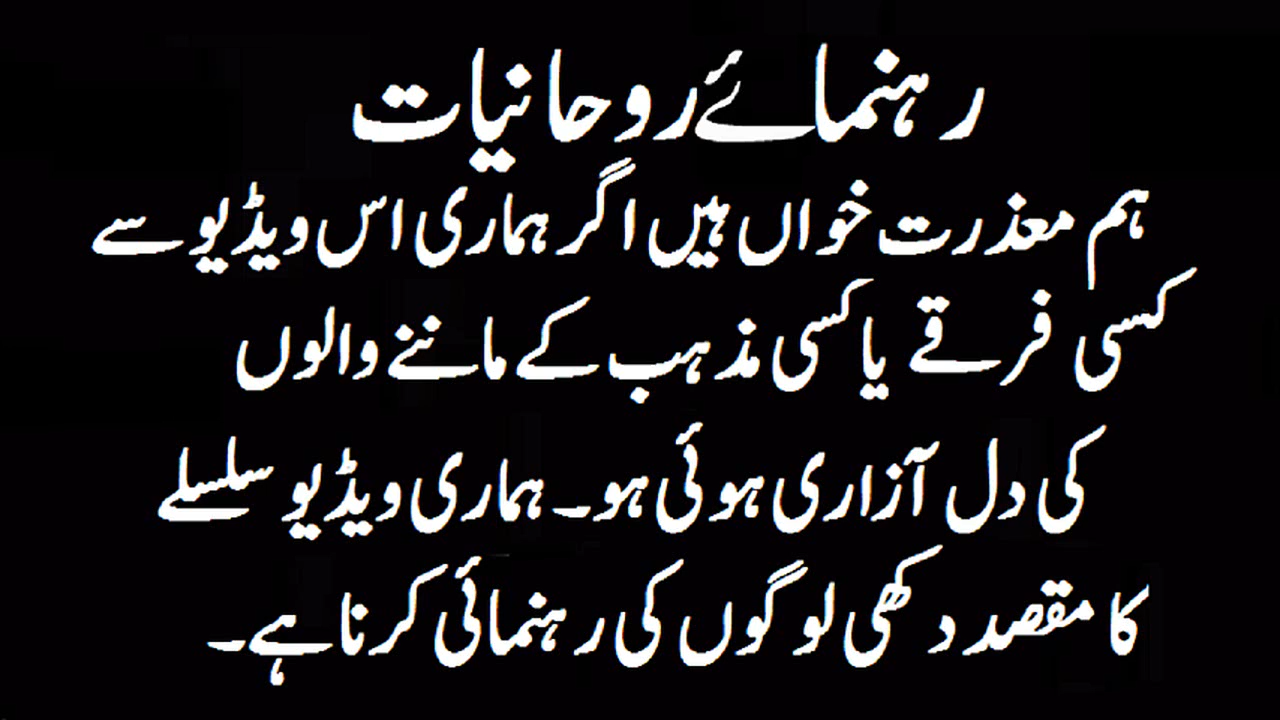 رہنمائے روحانیات
ہم معذرت خواں ہیں اگر ہماری اس ویڈیو سے
کسی فرقے یا کسی مذہب کے ماننے والوں
کی دل آزاری ہوئی ہو۔ ہماری ویڈیو سلسلے
کا مقصد دکھی لوگوں کی رہنمائی کرنا ہے۔